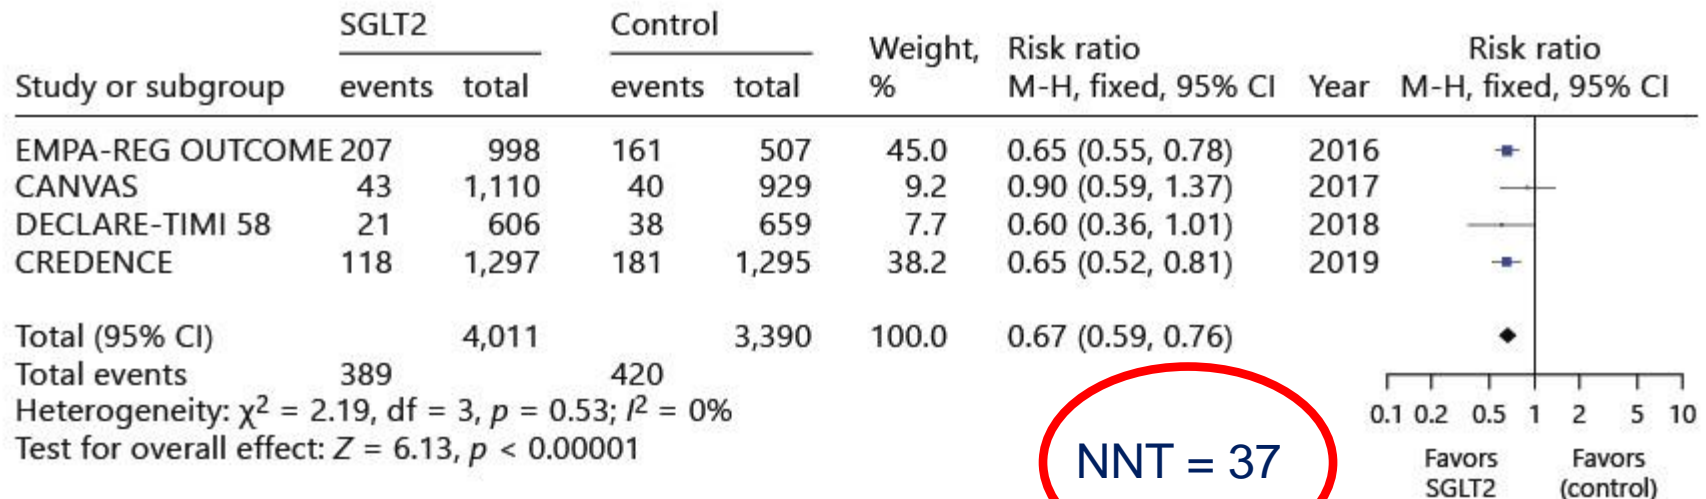 SGLT2 Control Weight, % Risk ratio M-H, fixed, 95% CI Year Risk ratio M-H, fixed, 95% CI
Study or subgroup events total events total
EMPA-REG OUTCOME 207 998 161 507 45.0 0.65 (0.55, 0.78) 2016
CANVAS 43 1,110 40 929 9.2 0.90 (0.59, 1.37) 2017
DECLARE-TIMI 58 21 606 38 659 7.7 0.60 (0.36, 1.01) 2018
CREDENCE 118 1,297 181 1,295 38.2 0.65 (0.52, 0.81) 2019
Total (95% CI) 4,011 3,390 100.0 0.67 (0.59, 0.76)
Total events 389 420
Heterogeneity: χ² = 2.19, df = 3, p = 0.53; I² = 0%
Test for overall effect: Z = 6.13, p < 0.00001
NNT = 37
0.1 0.2 0.5 1 2 5 10
Favors SGLT2 Favors (control)